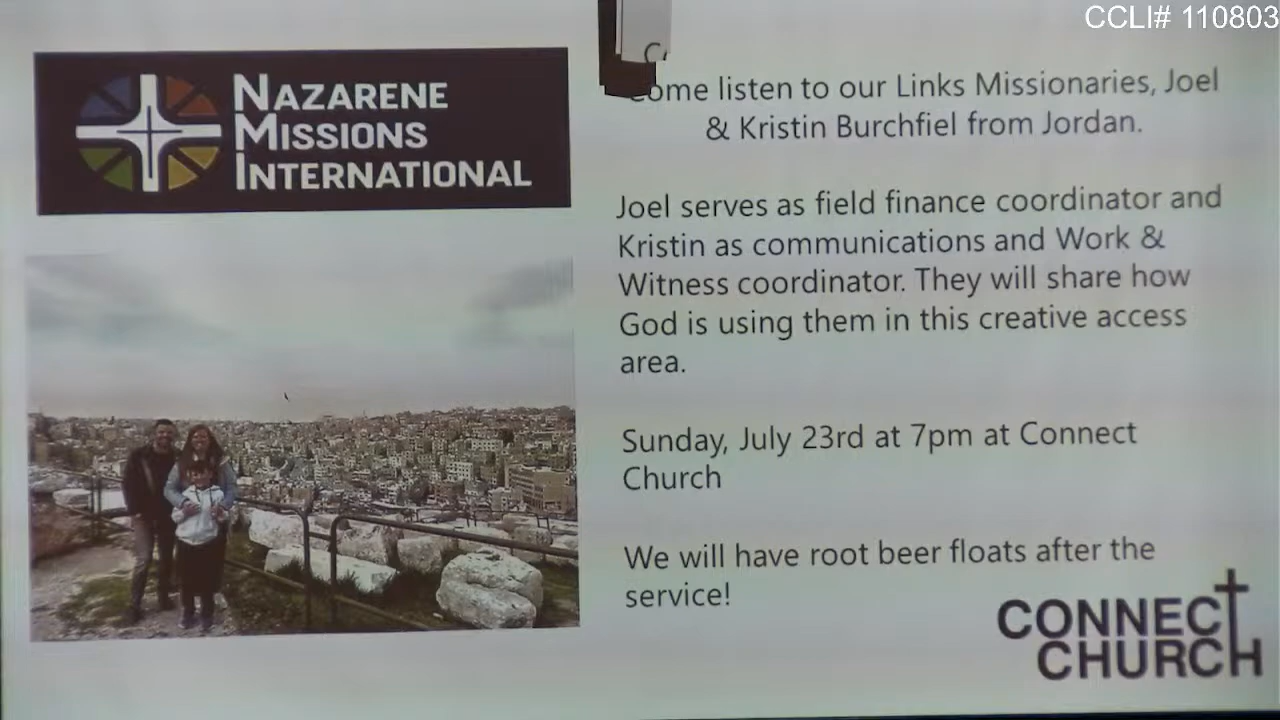 CCLI# 110803
NAZARENE
MISSIONS
INTERNATIONAL
Come listen to our Links Missionaries, Joel
& Kristin Burchfiel from Jordan.
Joel serves as field finance coordinator and
Kristin as communications and Work &
Witness coordinator. They will share how
God is using them in this creative access
area.
Sunday, July 23rd at 7pm at Connect
Church
We will have root beer floats after the
service!
CONNECT
CHURCH